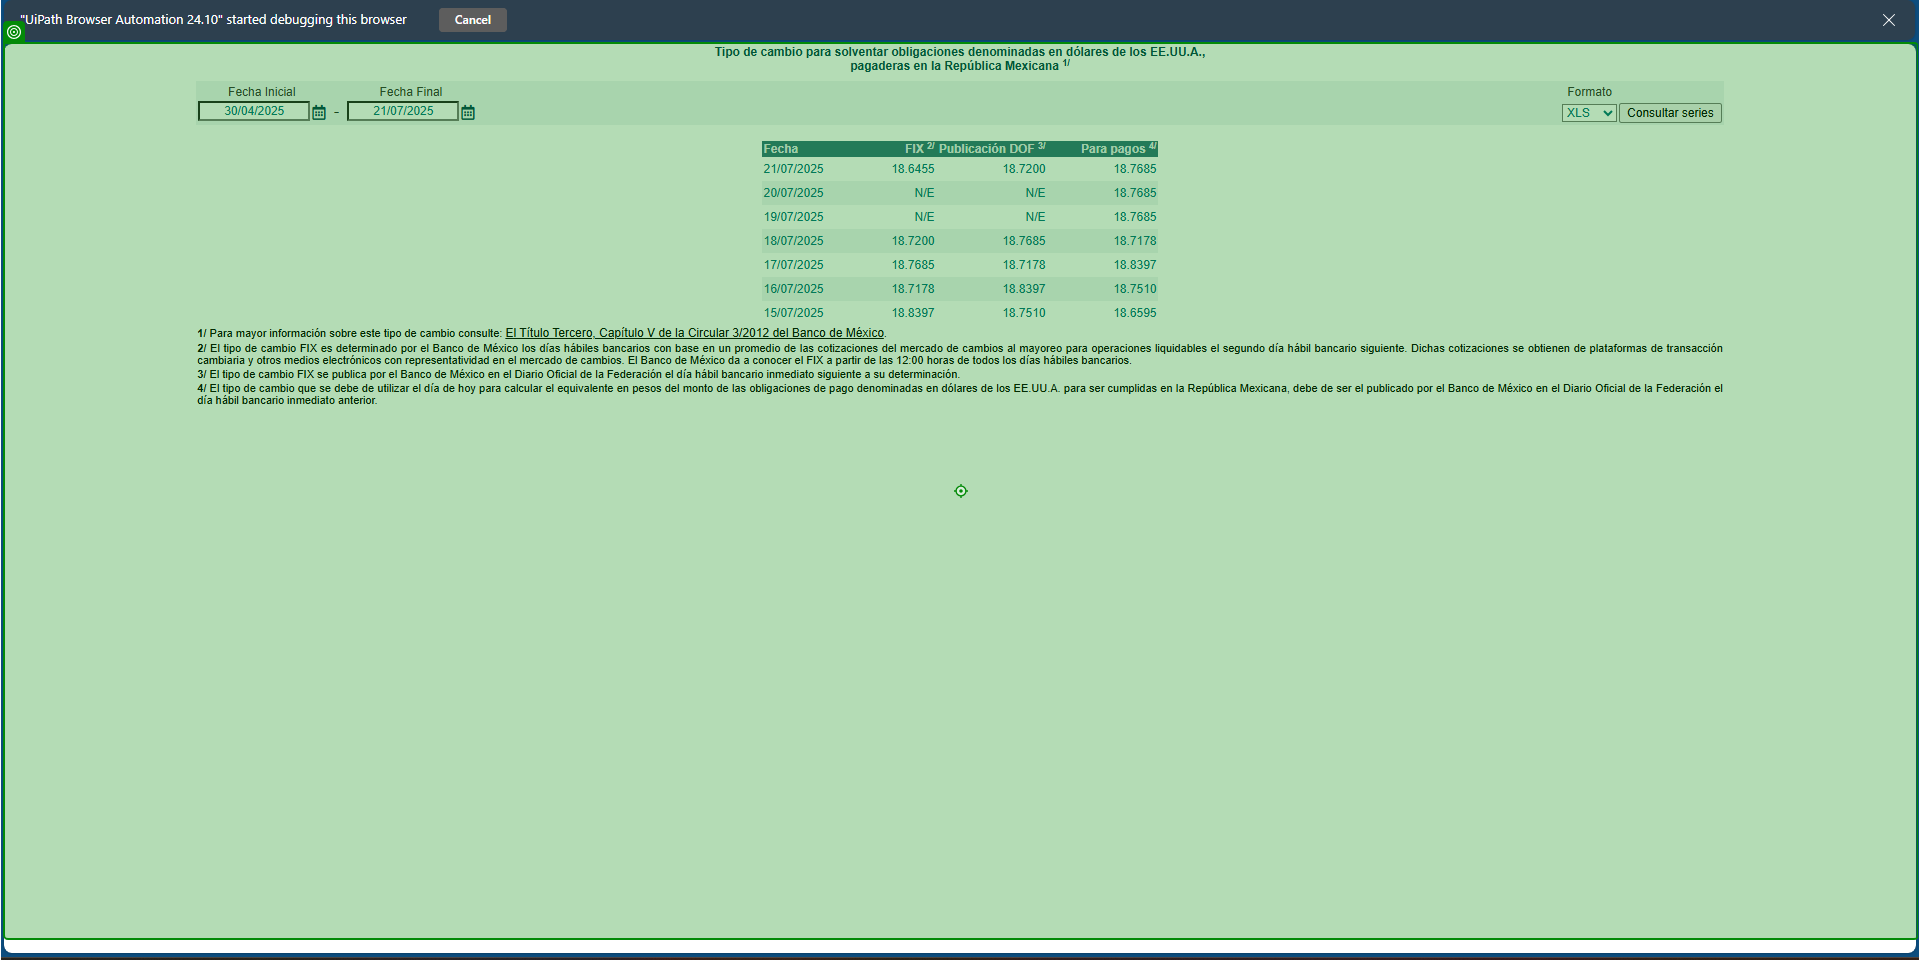 "UiPath Browser Automation 24.10" started debugging this browser Cancel
Tipo de cambio para solventar obligaciones denominadas en dólares de los EE.UU.A.,
pagaderas en la República Mexicana 1/
Fecha Inicial Fecha Final Formato
30/04/2025 - 21/07/2025 XLS Consultar series
Fecha FIX 2/ Publicación DOF 3/ Para pagos 4/
21/07/2025 18.6455 18.7200 18.7685
20/07/2025 N/E N/E 18.7685
19/07/2025 N/E N/E 18.7685
18/07/2025 18.7200 18.7685 18.7178
17/07/2025 18.7685 18.7178 18.8397
16/07/2025 18.7178 18.8397 18.7510
15/07/2025 18.8397 18.7510 18.6595
1/ Para mayor información sobre este tipo de cambio consulte: El Título Tercero, Capítulo V de la Circular 3/2012 del Banco de México.
2/ El tipo de cambio FIX es determinado por el Banco de México los días hábiles bancarios con base en un promedio de las cotizaciones del mercado de cambios al mayoreo para operaciones liquidables el segundo día hábil bancario siguiente. Dichas cotizaciones se obtienen de plataformas de transacción
cambiaria y otros medios electrónicos con representatividad en el mercado de cambios. El Banco de México da a conocer el FIX a partir de las 12:00 horas de todos los días hábiles bancarios.
3/ El tipo de cambio FIX se publica por el Banco de México en el Diario Oficial de la Federación el día hábil bancario inmediato siguiente a su determinación.
4/ El tipo de cambio que se debe de utilizar el día de hoy para calcular el equivalente en pesos del monto de las obligaciones de pago denominadas en dólares de los EE.UU.A. para ser cumplidas en la República Mexicana, debe de ser el publicado por el Banco de México en el Diario Oficial de la Federación el
día hábil bancario inmediato anterior.